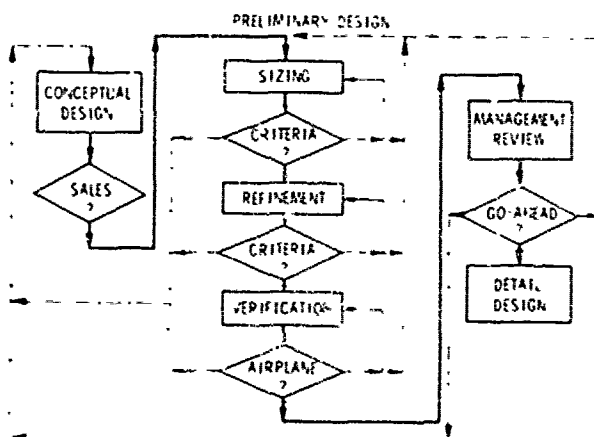 PRELIMINARY DESIGN
CONCEPTUAL
DESIGN
SALES
?
SIZING
CRITERIA
?
REFINEMENT
CRITERIA
?
VERIFICATION
AIRPLANE
?
MANAGEMENT
REVIEW
GO-AHEAD
?
DETAIL
DESIGN